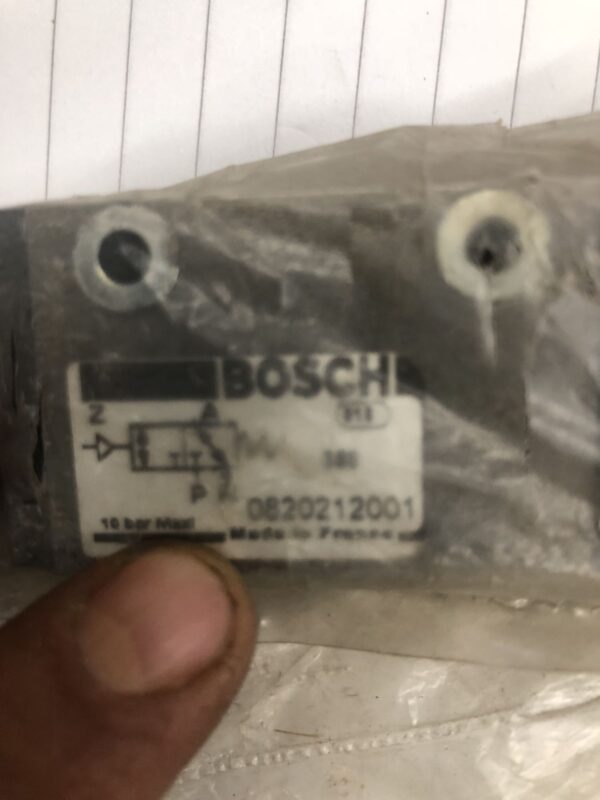 BOSCH
Z A
P R
0820212001
10 bar Maxi
Made in France